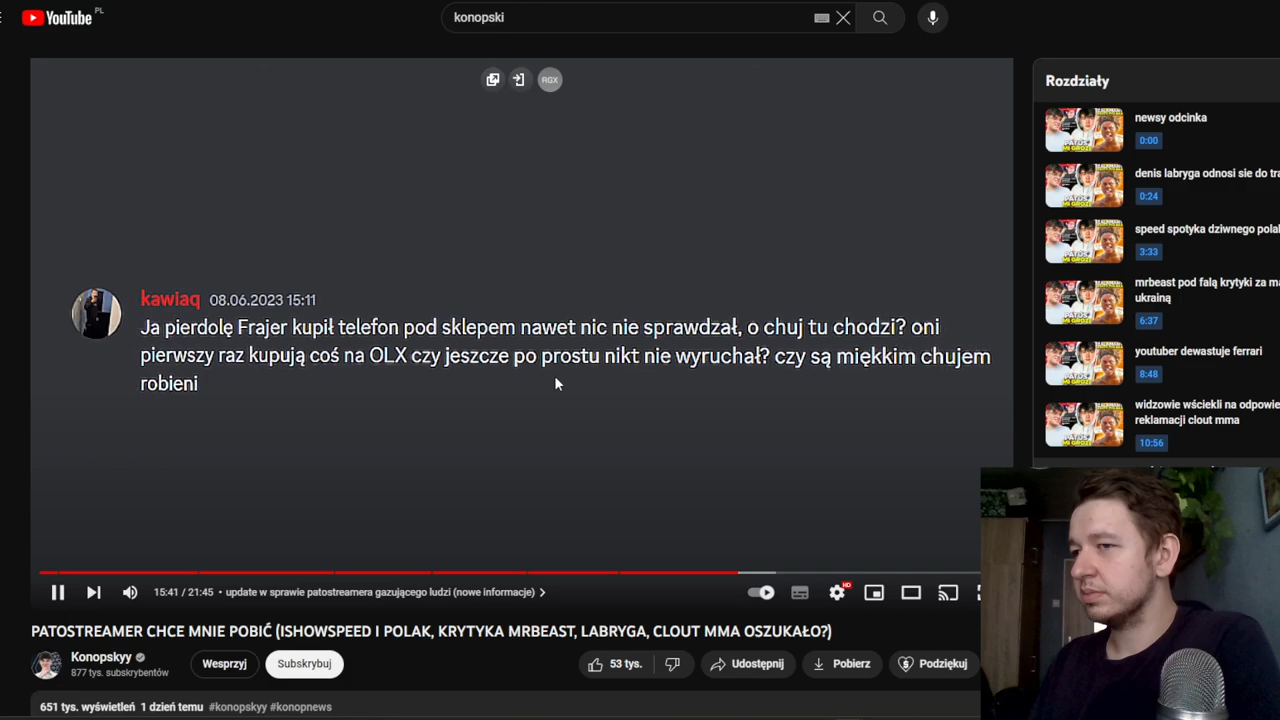 YouTube PL
konopski
RGX
kawiaq 08.06.2023 15:11
Ja pierdolę Frajer kupił telefon pod sklepem nawet nic nie sprawdzał, o chuj tu chodzi? oni
pierwszy raz kupują coś na OLX czy jeszcze po prostu nikt nie wyruchał? czy są miękkim chujem
robieni
15:41 / 21:45 • update w sprawie patostreamera gazującego ludzi (nowe informacje)
HD
PATOSTREAMER CHCE MNIE POBIĆ (ISHOWSPEED I POLAK, KRYTYKA MRBEAST, LABRYGA, CLOUT MMA OSZUKAŁO?)
Konopskyy
877 tys. subskrybentów
Wesprzyj
Subskrybuj
53 tys.
Udostępnij
Pobierz
Podziękuj
651 tys. wyświetleń 1 dzień temu #konopskyy #konopnews
Rozdziały
newsy odcinka
0:00
denis labryga odnosi sie do
0:24
speed spotyka dziwnego
3:33
mrbeast pod falą krytyki za
ukrainą
6:37
youtuber dewastuje ferrari
8:48
widzowie wściekli na
reklamacji clout mma
10:56